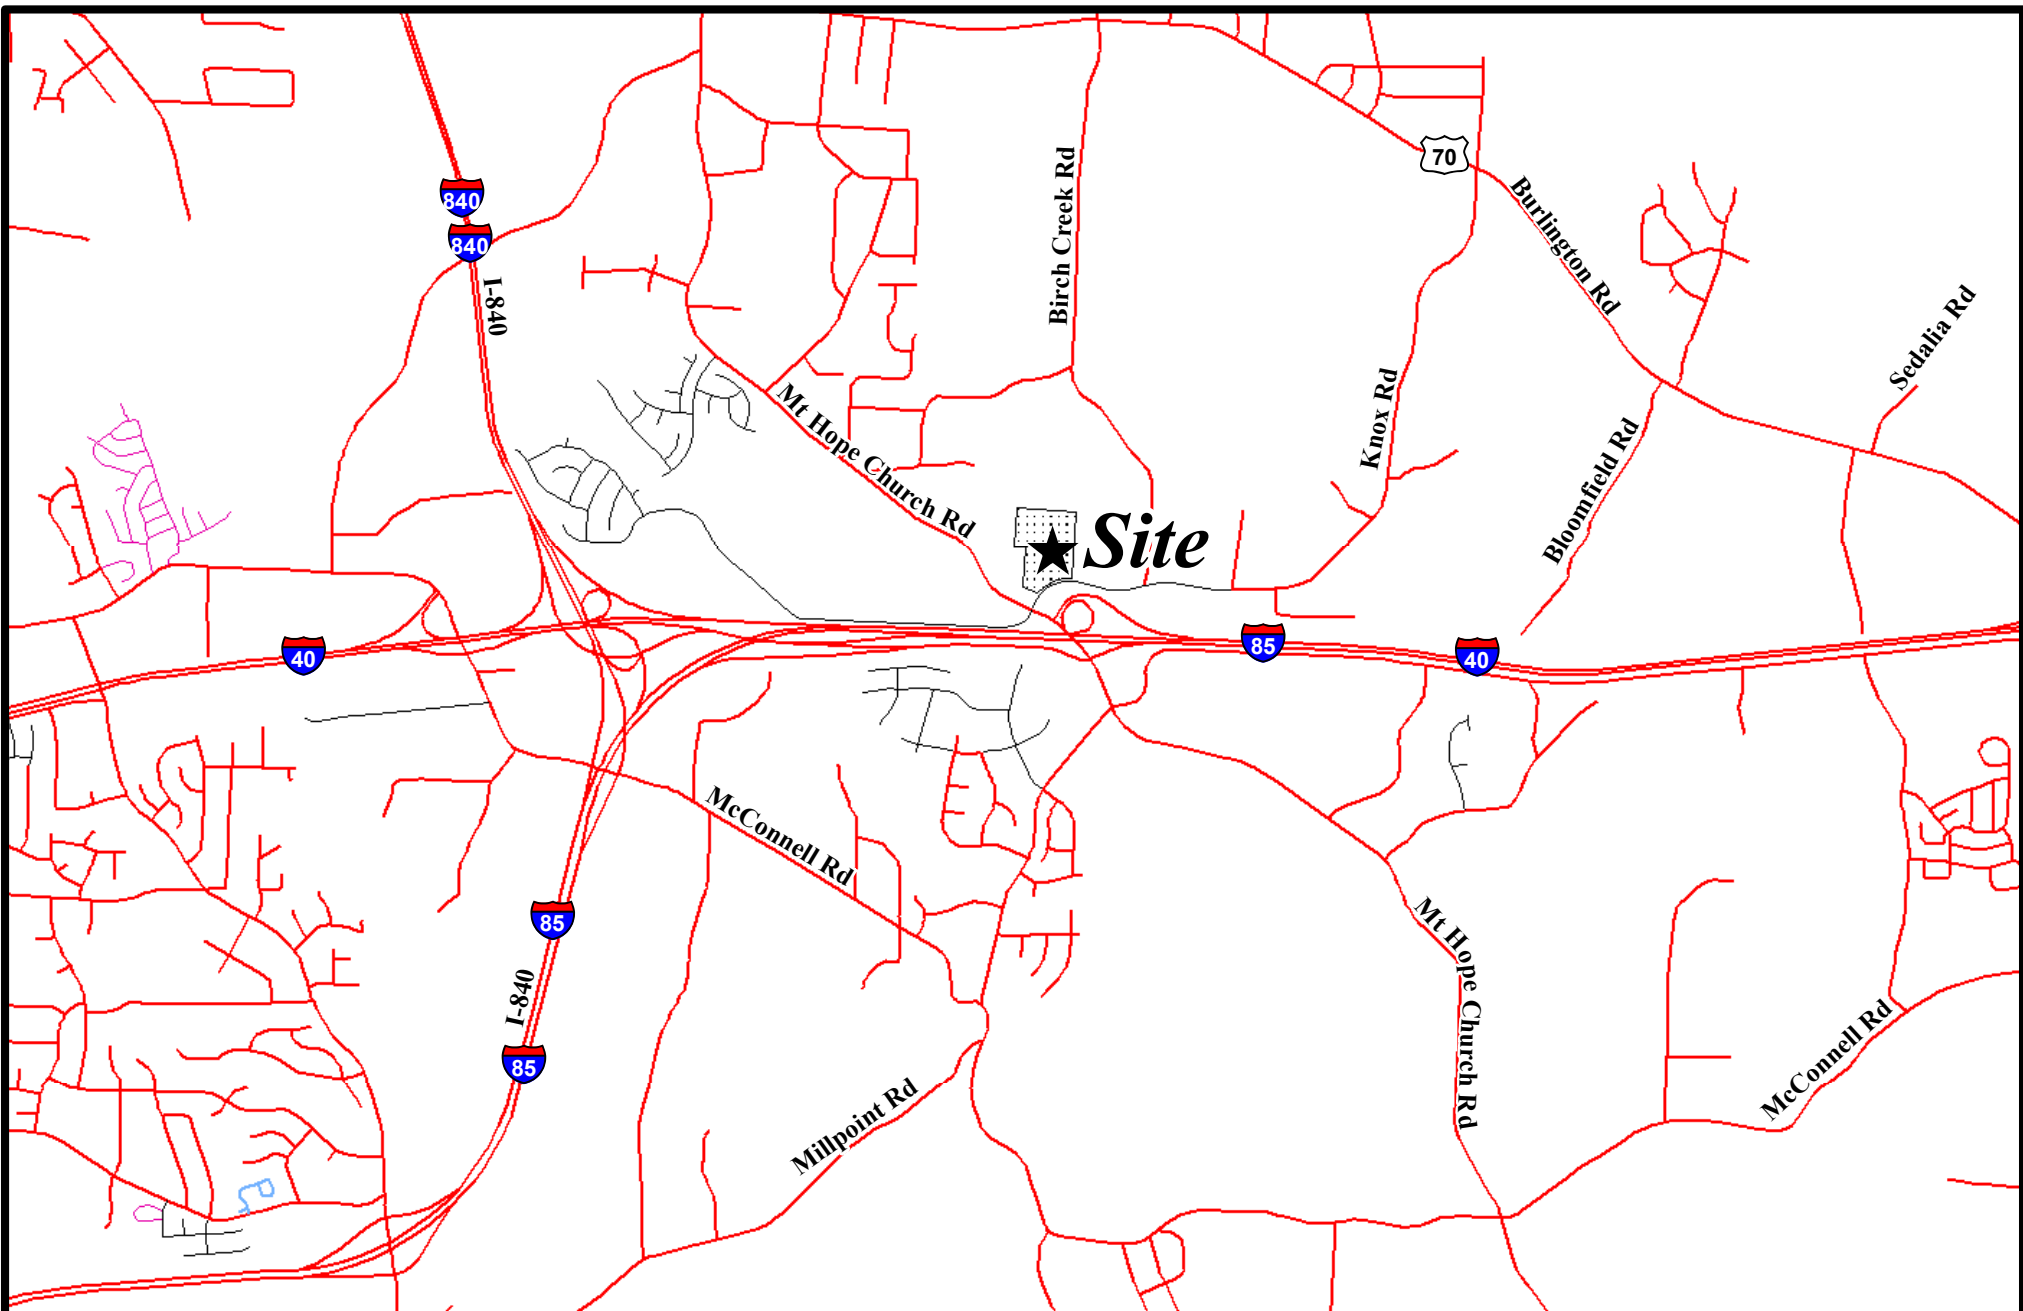 70
840
840
I-840
Birch Creek Rd
Burlington Rd
Sedalia Rd
Mt Hope Church Rd
Knox Rd
Bloomfield Rd
Site
40
85
40
McConnell Rd
85
I-840
85
Mt Hope Church Rd
McConnell Rd
Millpoint Rd